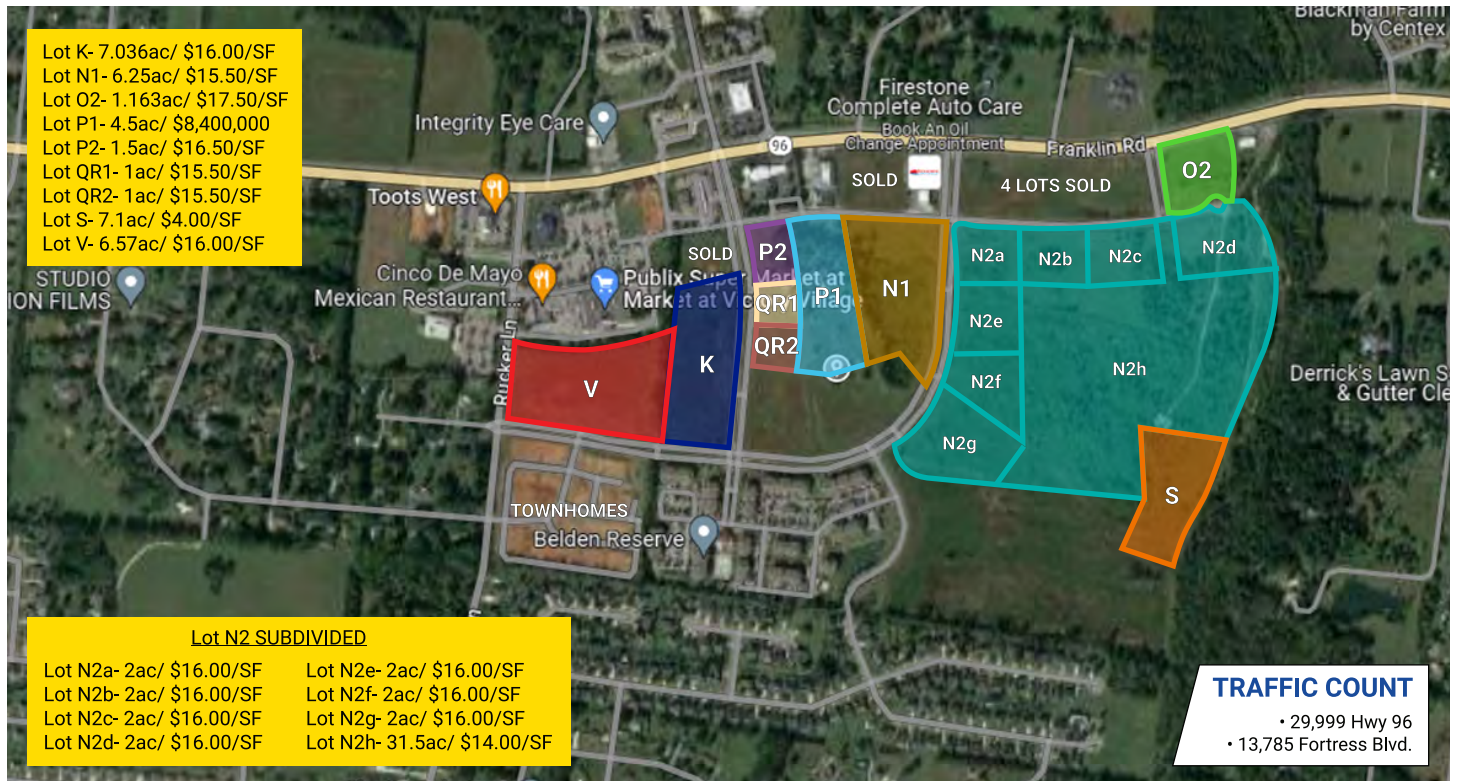 Lot K- 7.036ac/ $16.00/SF
Lot N1- 6.25ac/ $15.50/SF
Lot O2- 1.163ac/ $17.50/SF
Lot P1- 4.5ac/ $8,400,000
Lot P2- 1.5ac/ $16.50/SF
Lot QR1- 1ac/ $15.50/SF
Lot QR2- 1ac/ $15.50/SF
Lot S- 7.1ac/ $4.00/SF
Lot V- 6.57ac/ $16.00/SF
Blackman Farm
by Centex
Firestone
Complete Auto Care
Book An Oil
Change Appointment
Integrity Eye Care
96
Franklin Rd
SOLD
4 LOTS SOLD
O2
Toots West
SOLD
P2
N2a
N2b
N2c
N2d
STUDIO
ION FILMS
Cinco De Mayo
Mexican Restaurant...
Publix Super Market at
Market at Vic Village
QR1
P1
N1
QR2
N2e
Rucker Ln
V
K
N2h
N2f
Derrick's Lawn S
& Gutter Cle
N2g
S
TOWNHOMES
Belden Reserve
Lot N2 SUBDIVIDED
Lot N2a- 2ac/ $16.00/SF
Lot N2b- 2ac/ $16.00/SF
Lot N2c- 2ac/ $16.00/SF
Lot N2d- 2ac/ $16.00/SF
Lot N2e- 2ac/ $16.00/SF
Lot N2f- 2ac/ $16.00/SF
Lot N2g- 2ac/ $16.00/SF
Lot N2h- 31.5ac/ $14.00/SF
TRAFFIC COUNT
• 29,999 Hwy 96
• 13,785 Fortress Blvd.